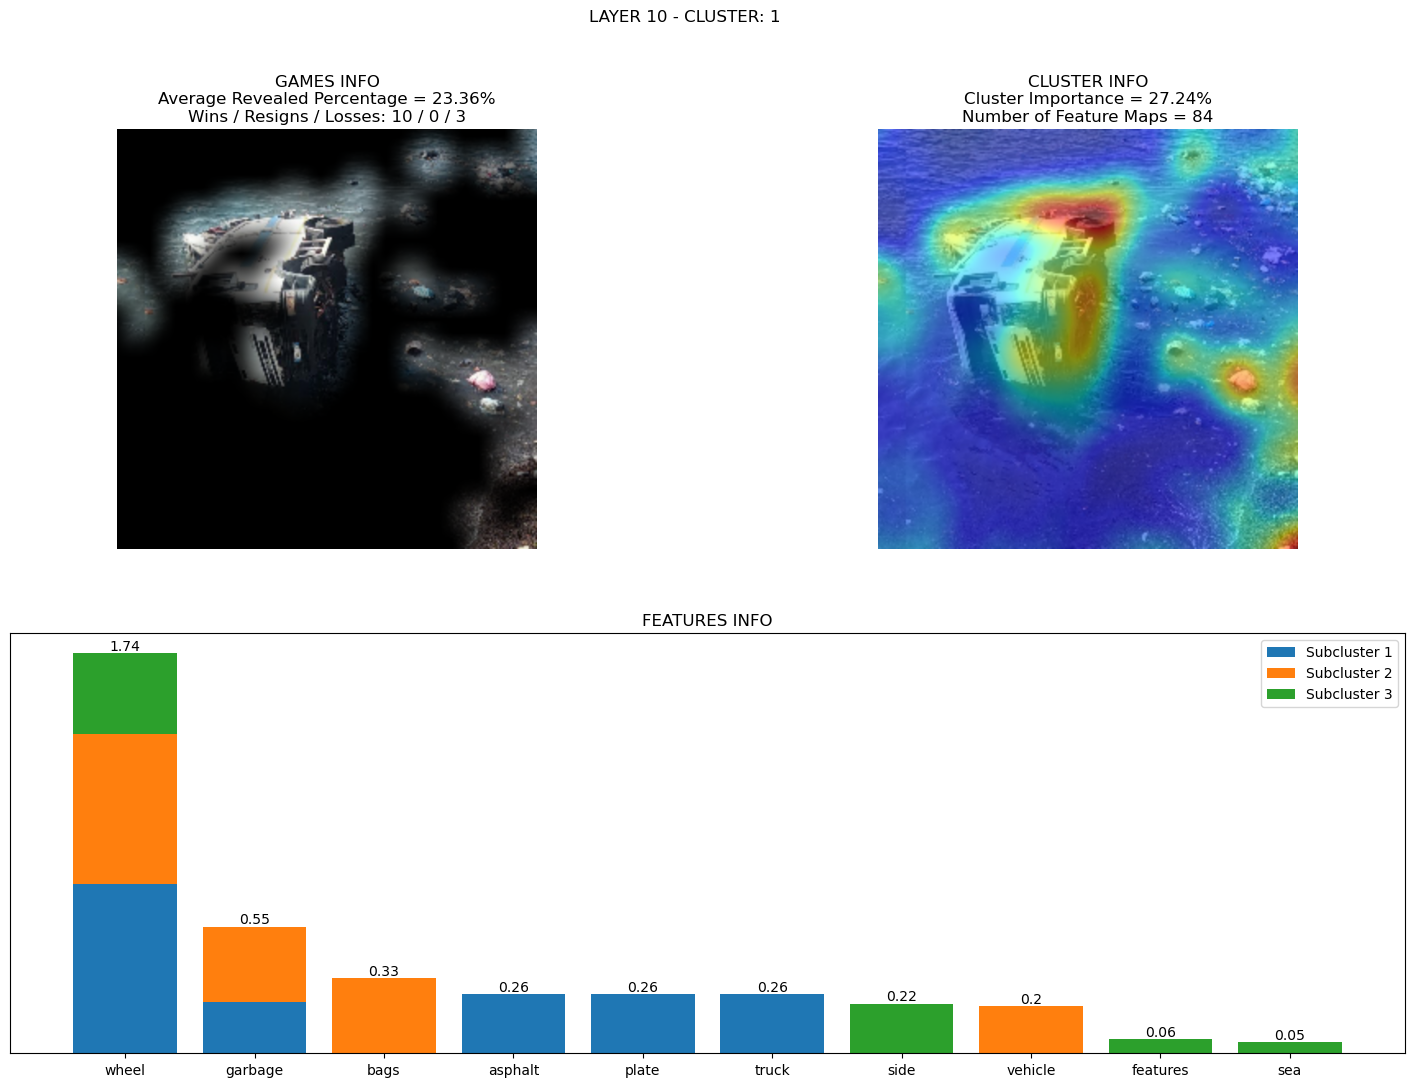 LAYER 10 - CLUSTER: 1
GAMES INFO
Average Revealed Percentage = 23.36%
Wins / Resigns / Losses: 10 / 0 / 3
CLUSTER INFO
Cluster Importance = 27.24%
Number of Feature Maps = 84
FEATURES INFO
Subcluster 1
Subcluster 2
Subcluster 3
1.74
0.55
0.33
0.26
0.26
0.26
0.22
0.2
0.06
0.05
wheel
garbage
bags
asphalt
plate
truck
side
vehicle
features
sea